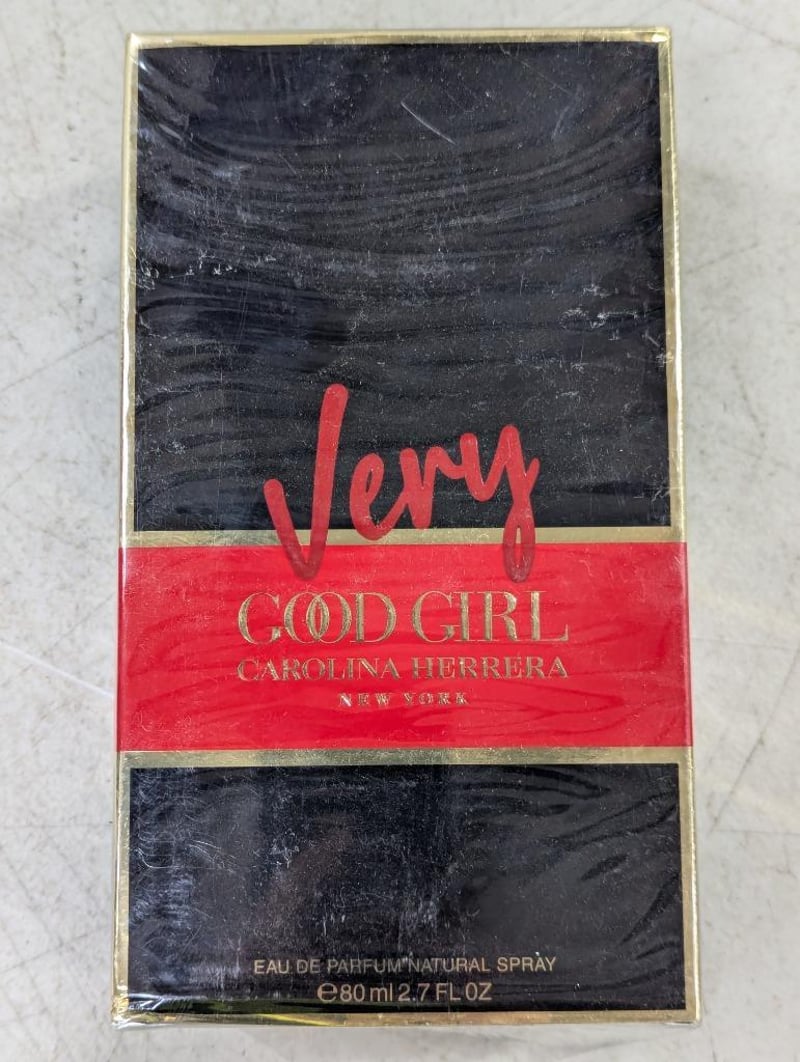 Very
GOOD GIRL
CAROLINA HERRERA
NEW YORK
EAU DE PARFUM NATURAL SPRAY
℮80 ml 2.7 FL OZ